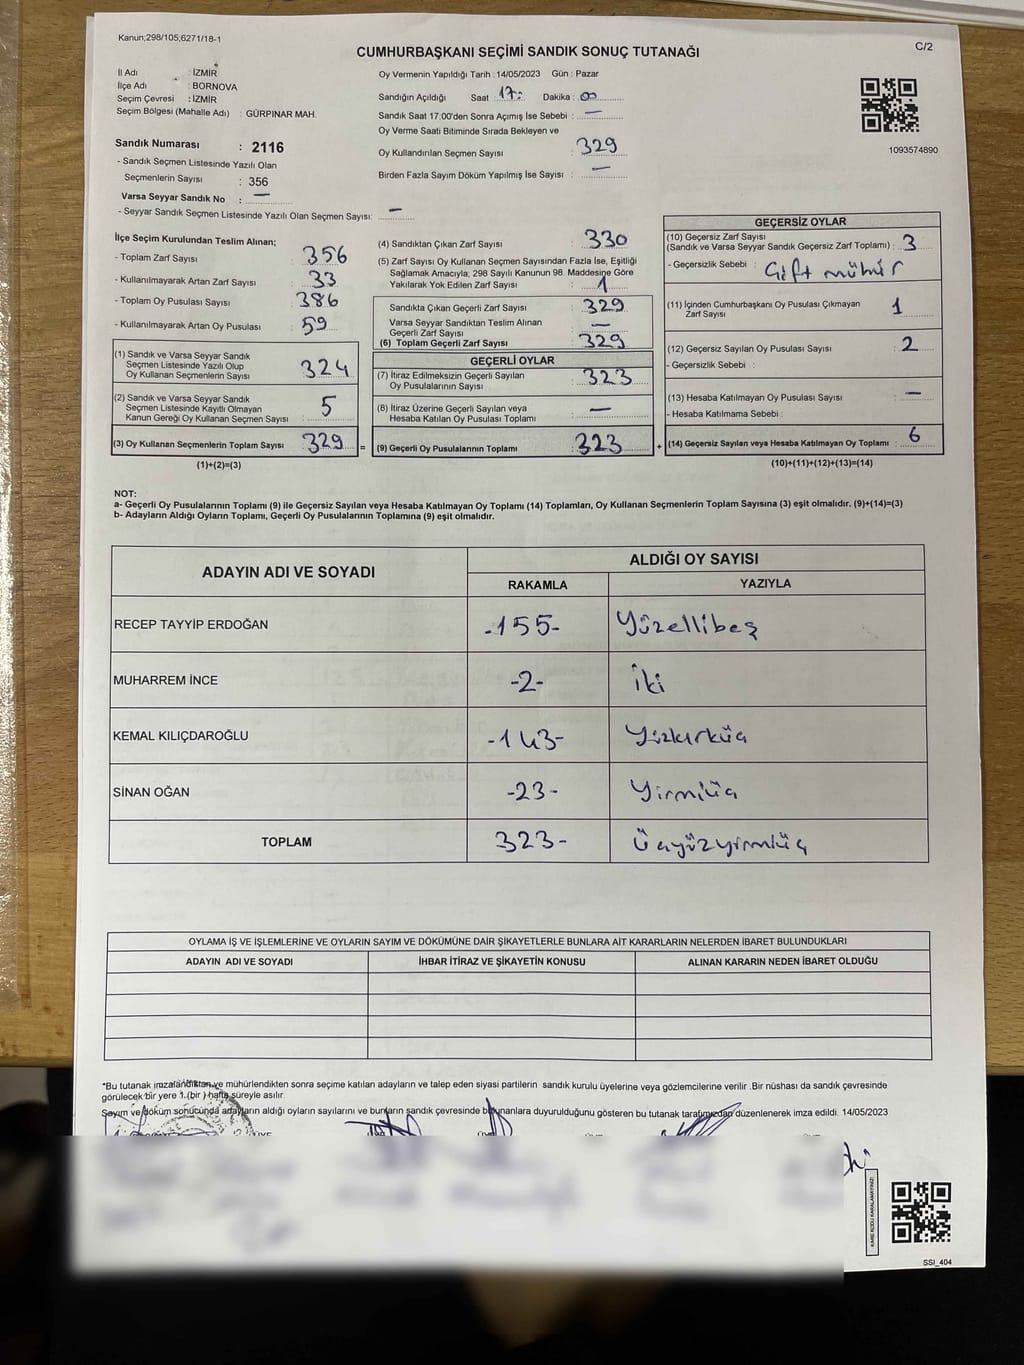 Kanun;298/105;6271/18-1
C/2
CUMHURBAŞKANI SEÇİMİ SANDIK SONUÇ TUTANAĞI
İl Adı : İZMİR
İlçe Adı : BORNOVA
Seçim Çevresi : İZMİR
Seçim Bölgesi (Mahalle Adı) : GÜRPINAR MAH.
Sandık Numarası : 2116
- Sandık Seçmen Listesinde Yazılı Olan
Seçmenlerin Sayısı : 356
Varsa Seyyar Sandık No : —
- Seyyar Sandık Seçmen Listesinde Yazılı Olan Seçmen Sayısı: —
Oy Vermenin Yapıldığı Tarih : 14/05/2023 Gün : Pazar
Sandığın Açıldığı Saat 17: Dakika : 00
Sandık Saat 17.00'den Sonra Açımış İse Sebebi : —
Oy Verme Saati Bitiminde Sırada Bekleyen ve
Oy Kullandırılan Seçmen Sayısı : 329
Birden Fazla Sayım Döküm Yapılmış İse Sayısı : —
1093574890
İlçe Seçim Kurulundan Teslim Alınan;
- Toplam Zarf Sayısı : 356
- Kullanılmayarak Artan Zarf Sayısı : 33
- Toplam Oy Pusulası Sayısı : 386
- Kullanılmayarak Artan Oy Pusulası : 59
(1) Sandık ve Varsa Seyyar Sandık
Seçmen Listesinde Yazılı Olup
Oy Kullanan Seçmenlerin Sayısı : 324
(2) Sandık ve Varsa Seyyar Sandık
Seçmen Listesinde Kayıtlı Olmayan
Kanun Gereği Oy Kullanan Seçmen Sayısı : 5
(3) Oy Kullanan Seçmenlerin Toplam Sayısı : 329 =
(1)+(2)=(3)
(4) Sandıktan Çıkan Zarf Sayısı : 330
(5) Zarf Sayısı Oy Kullanan Seçmen Sayısından Fazla İse, Eşitliği
Sağlamak Amacıyla; 298 Sayılı Kanunun 98. Maddesine Göre
Yakılarak Yok Edilen Zarf Sayısı : 1
Sandıkta Çıkan Geçerli Zarf Sayısı : 329
Varsa Seyyar Sandıktan Teslim Alınan
Geçerli Zarf Sayısı : —
(6) Toplam Geçerli Zarf Sayısı : 329
GEÇERLİ OYLAR
(7) İtiraz Edilmeksizin Geçerli Sayılan
Oy Pusulalarının Sayısı : 323
(8) İtiraz Üzerine Geçerli Sayılan veya
Hesaba Katılan Oy Pusulası Toplamı : —
(9) Geçerli Oy Pusulalarının Toplamı : 323 +
GEÇERSİZ OYLAR
(10) Geçersiz Zarf Sayısı
(Sandık ve Varsa Seyyar Sandık Geçersiz Zarf Toplamı) : 3
- Geçersizlik Sebebi : Çift mühür
(11) İçinden Cumhurbaşkanı Oy Pusulası Çıkmayan
Zarf Sayısı : 1
(12) Geçersiz Sayılan Oy Pusulası Sayısı : 2
- Geçersizlik Sebebi :
(13) Hesaba Katılmayan Oy Pusulası Sayısı : —
- Hesaba Katılmama Sebebi :
(14) Geçersiz Sayılan veya Hesaba Katılmayan Oy Toplamı : 6
(10)+(11)+(12)+(13)=(14)
NOT:
a- Geçerli Oy Pusulalarının Toplamı (9) ile Geçersiz Sayılan veya Hesaba Katılmayan Oy Toplamı (14) Toplamları, Oy Kullanan Seçmenlerin Toplam Sayısına (3) eşit olmalıdır. (9)+(14)=(3)
b- Adayların Aldığı Oyların Toplamı, Geçerli Oy Pusulalarının Toplamına (9) eşit olmalıdır.
ADAYIN ADI VE SOYADI
ALDIĞI OY SAYISI
RAKAMLA YAZIYLA
RECEP TAYYİP ERDOĞAN -155- Yüzellibeş
MUHARREM İNCE -2- İki
KEMAL KILIÇDAROĞLU -143- Yüzkırküç
SİNAN OĞAN -23- Yirmiüç
TOPLAM 323- Üçyüzyirmiüç
OYLAMA İŞ VE İŞLEMLERİNE VE OYLARIN SAYIM VE DÖKÜMÜNE DAİR ŞİKAYETLERLE BUNLARA AİT KARARLARIN NELERDEN İBARET BULUNDUKLARI
ADAYIN ADI VE SOYADI İHBAR İTİRAZ VE ŞİKAYETİN KONUSU ALINAN KARARIN NEDEN İBARET OLDUĞU
*Bu tutanak imzalandıktan ve mühürlendikten sonra seçime katılan adayların ve talep eden siyasi partilerin sandık kurulu üyelerine veya gözlemcilerine verilir .Bir nüshası da sandık çevresinde
görülecek bir yere 1.(bir ) hafta süreyle asılır.
Sayım ve döküm sonucunda adayların aldığı oyların sayılarını ve bunların sandık çevresinde bulunanlara duyurulduğunu gösteren bu tutanak tarafımızdan düzenlenerek imza edildi. 14/05/2023
KARE KODU KARALAMAYINIZ!
SSI_404